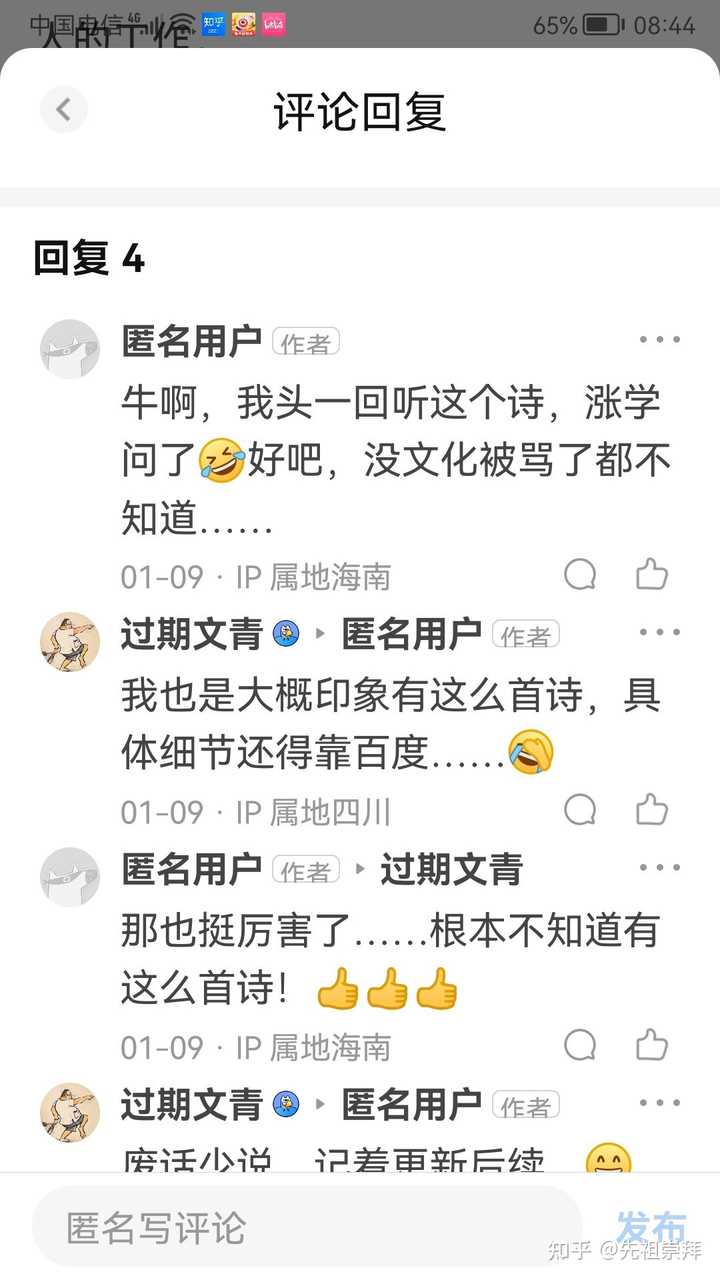 中国电信 4G 知乎 65% 08:44
人的工作
评论回复
回复 4
匿名用户 作者
牛啊，我头一回听这个诗，涨学
问了🤣好吧，没文化被骂了都不
知道……
01-09 · IP 属地海南
过期文青 匿名用户 作者
我也是大概印象有这么首诗，具
体细节还得靠百度……
01-09 · IP 属地四川
匿名用户 作者 过期文青
那也挺厉害了……根本不知道有
这么首诗！👍👍👍
01-09 · IP 属地海南
过期文青 匿名用户 作者
废话少说，记着更新后续 😁
匿名写评论 发布
知乎 @先祖崇拜